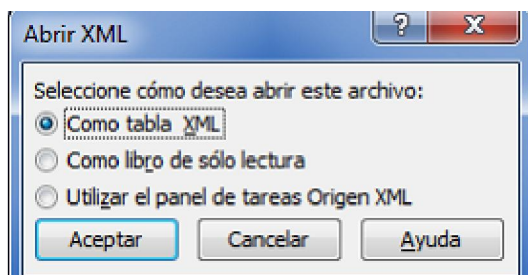 Abrir XML
Seleccione cómo desea abrir este archivo:
Como tabla XML
Como libro de sólo lectura
Utilizar el panel de tareas Origen XML
Aceptar Cancelar Ayuda